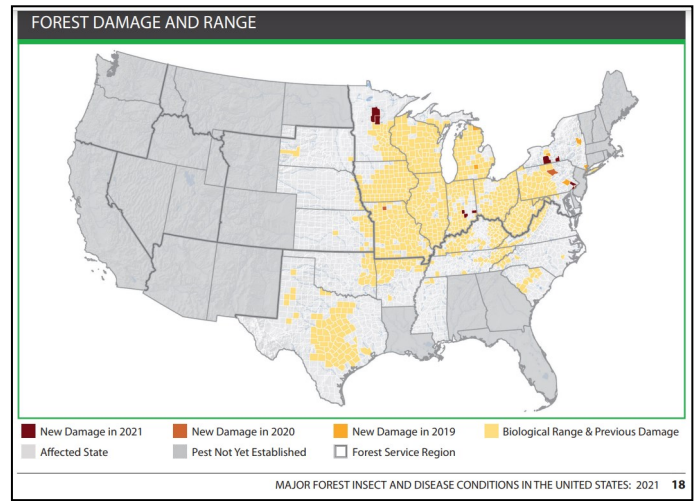 FOREST DAMAGE AND RANGE
New Damage in 2021 New Damage in 2020 New Damage in 2019 Biological Range & Previous Damage
Affected State Pest Not Yet Established Forest Service Region
MAJOR FOREST INSECT AND DISEASE CONDITIONS IN THE UNITED STATES: 2021 18